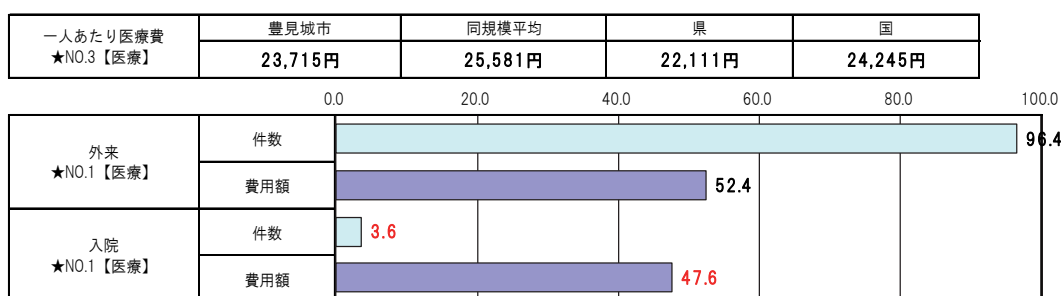 一人あたり医療費
★NO.3【医療】
豊見城市 同規模平均 県 国
23,715円 25,581円 22,111円 24,245円
0.0 20.0 40.0 60.0 80.0 100.0
外来
★NO.1【医療】
件数 96.4
費用額 52.4
入院
★NO.1【医療】
件数 3.6
費用額 47.6